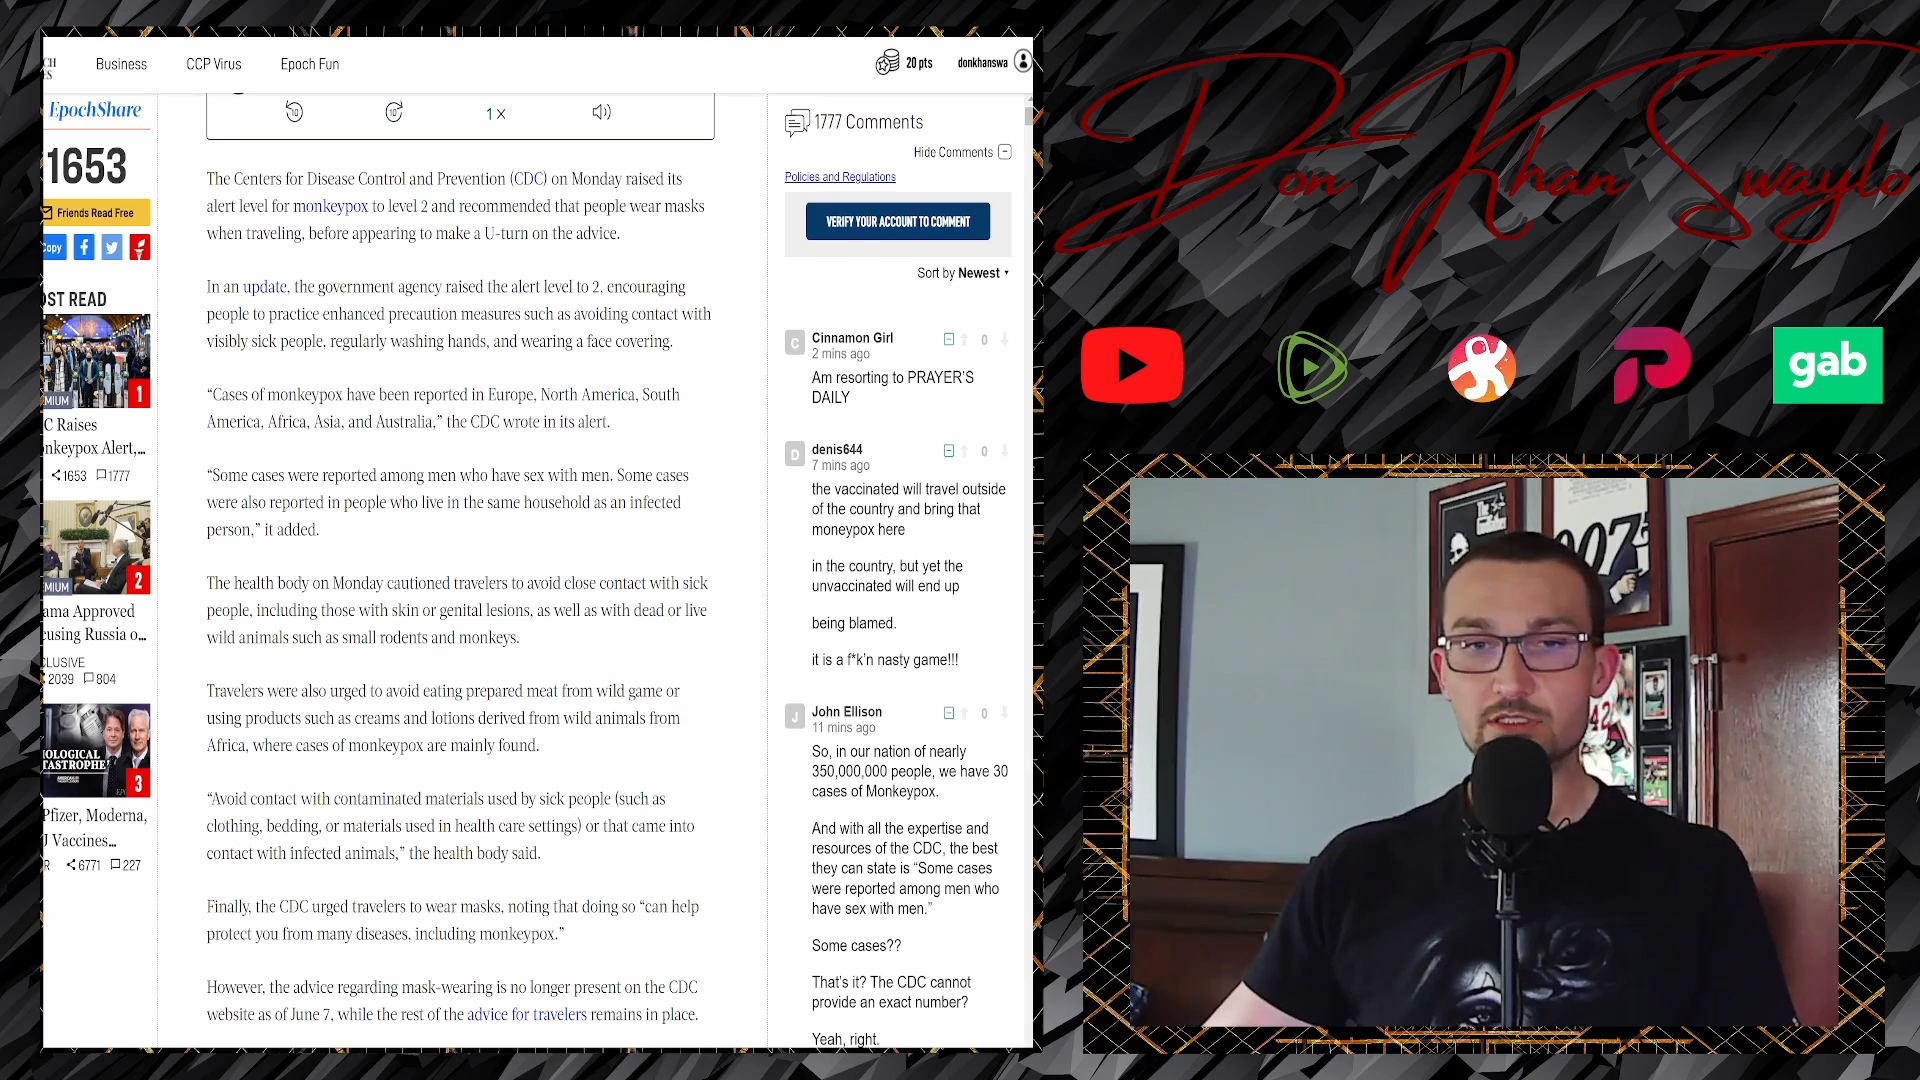 Business CCP Virus Epoch Fun 20 pts donkhanswa
EpochShare
1653
Friends Read Free
opy
OST READ
1
MIUM
C Raises
nkeypox Alert,...
1653 1777
2
MIUM
ama Approved
cusing Russia o...
CLUSIVE
2039 804
OLOGICAL
TASTROPHE
3
Pfizer, Moderna,
J Vaccines...
R 6771 227
10 10 1 x
The Centers for Disease Control and Prevention (CDC) on Monday raised its
alert level for monkeypox to level 2 and recommended that people wear masks
when traveling, before appearing to make a U-turn on the advice.
In an update, the government agency raised the alert level to 2, encouraging
people to practice enhanced precaution measures such as avoiding contact with
visibly sick people, regularly washing hands, and wearing a face covering.
“Cases of monkeypox have been reported in Europe, North America, South
America, Africa, Asia, and Australia,” the CDC wrote in its alert.
“Some cases were reported among men who have sex with men. Some cases
were also reported in people who live in the same household as an infected
person,” it added.
The health body on Monday cautioned travelers to avoid close contact with sick
people, including those with skin or genital lesions, as well as with dead or live
wild animals such as small rodents and monkeys.
Travelers were also urged to avoid eating prepared meat from wild game or
using products such as creams and lotions derived from wild animals from
Africa, where cases of monkeypox are mainly found.
“Avoid contact with contaminated materials used by sick people (such as
clothing, bedding, or materials used in health care settings) or that came into
contact with infected animals,” the health body said.
Finally, the CDC urged travelers to wear masks, noting that doing so “can help
protect you from many diseases, including monkeypox.”
However, the advice regarding mask-wearing is no longer present on the CDC
website as of June 7, while the rest of the advice for travelers remains in place.
1777 Comments
Hide Comments
Policies and Regulations
VERIFY YOUR ACCOUNT TO COMMENT
Sort by Newest
C Cinnamon Girl 0
2 mins ago
Am resorting to PRAYER'S
DAILY
D denis644 0
7 mins ago
the vaccinated will travel outside
of the country and bring that
moneypox here
in the country, but yet the
unvaccinated will end up
being blamed.
it is a f*k'n nasty game!!!
J John Ellison 0
11 mins ago
So, in our nation of nearly
350,000,000 people, we have 30
cases of Monkeypox.
And with all the expertise and
resources of the CDC, the best
they can state is “Some cases
were reported among men who
have sex with men.”
Some cases??
That's it? The CDC cannot
provide an exact number?
Yeah, right.
Don Khan Swaylo
gab
007
42